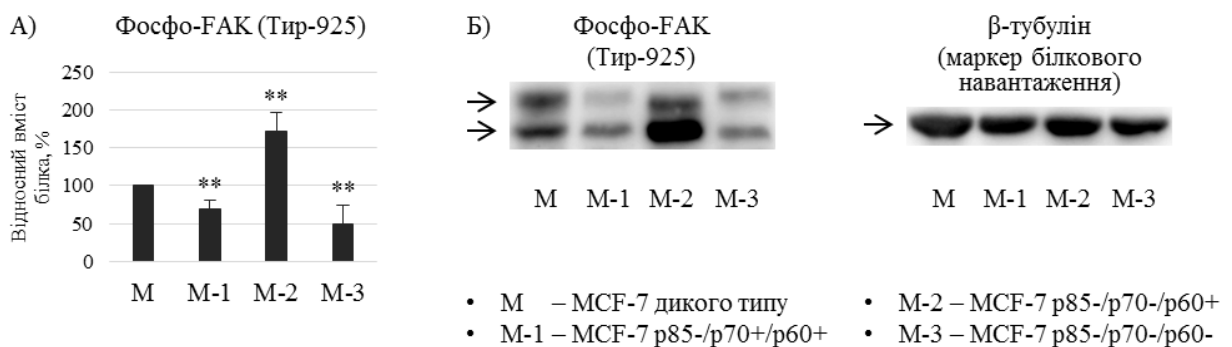 А) Фосфо-FAK (Тир-925)
Відносний вміст білка, %
250
200
150
100
50
0
**
**
**
М М-1 М-2 М-3
Б) Фосфо-FAK
(Тир-925)
М М-1 М-2 М-3
β-тубулін
(маркер білкового
навантаження)
М М-1 М-2 М-3
• М – MCF-7 дикого типу
• М-1 – MCF-7 p85-/p70+/p60+
• М-2 – MCF-7 p85-/p70-/p60+
• М-3 – MCF-7 p85-/p70-/p60-